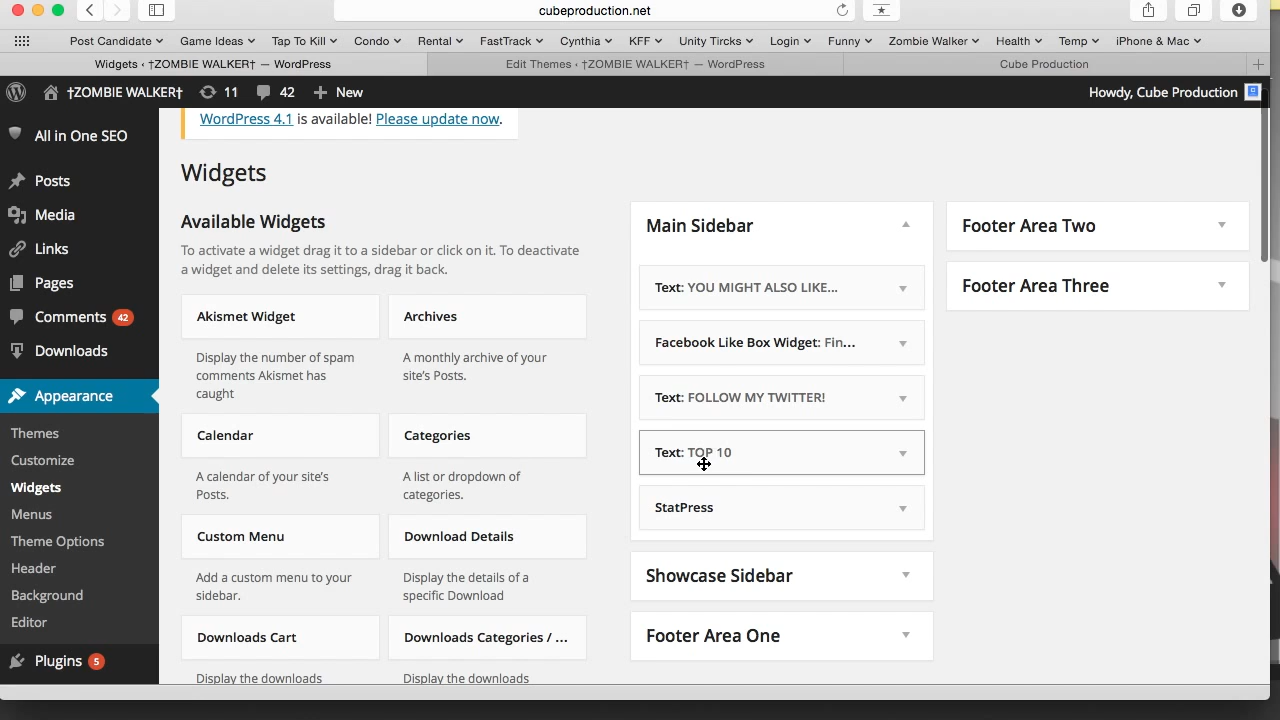 cubeproduction.net
Post Candidate Game Ideas Tap To Kill Condo Rental FastTrack Cynthia KFF Unity Tircks Login Funny Zombie Walker Health Temp iPhone & Mac
Widgets ‹ †ZOMBIE WALKER† — WordPress
Edit Themes ‹ †ZOMBIE WALKER† — WordPress
Cube Production
†ZOMBIE WALKER† 11 42 New
Howdy, Cube Production
All in One SEO
Posts
Media
Links
Pages
Comments 42
Downloads
Appearance
Themes
Customize
Widgets
Menus
Theme Options
Header
Background
Editor
Plugins 5
WordPress 4.1 is available! Please update now.
Widgets
Available Widgets
To activate a widget drag it to a sidebar or click on it. To deactivate
a widget and delete its settings, drag it back.
Akismet Widget
Display the number of spam
comments Akismet has
caught
Archives
A monthly archive of your
site's Posts.
Calendar
A calendar of your site's
Posts.
Categories
A list or dropdown of
categories.
Custom Menu
Add a custom menu to your
sidebar.
Download Details
Display the details of a
specific Download
Downloads Cart
Display the downloads
Downloads Categories / ...
Display the downloads
Main Sidebar
Text: YOU MIGHT ALSO LIKE...
Facebook Like Box Widget: Fin...
Text: FOLLOW MY TWITTER!
Text: TOP 10
StatPress
Showcase Sidebar
Footer Area One
Footer Area Two
Footer Area Three